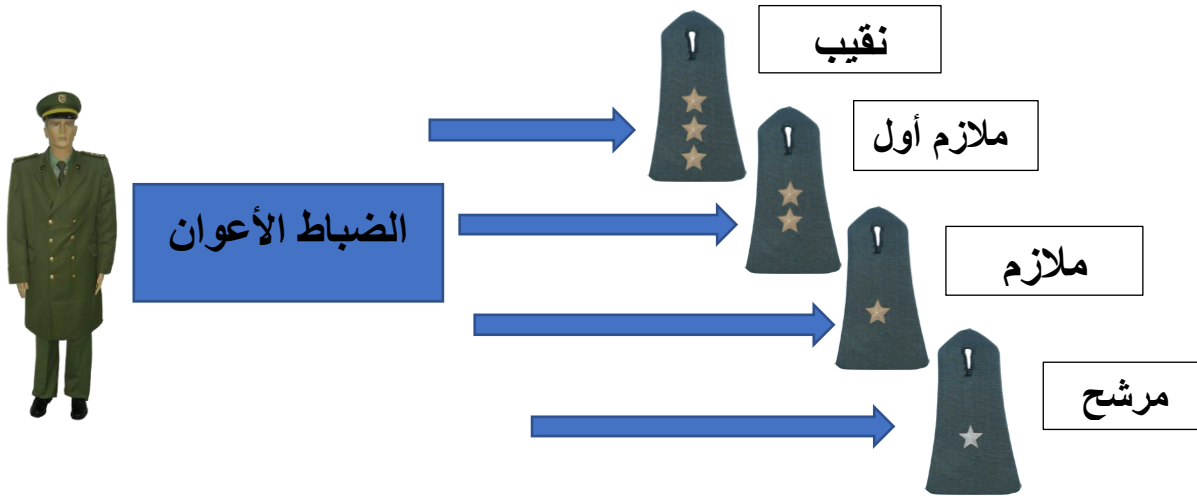 نقيب
ملازم أول
الضباط الأعوان
ملازم
مرشح